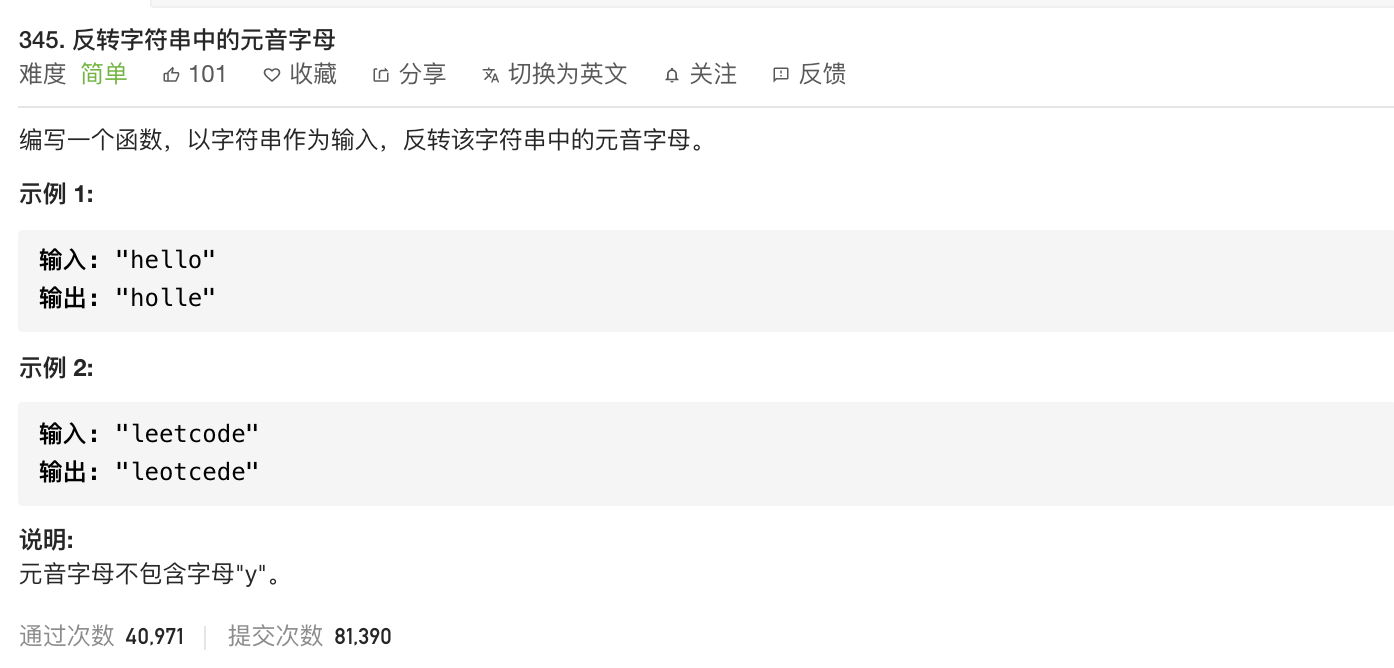 345. 反转字符串中的元音字母
难度 简单 101 收藏 分享 切换为英文 关注 反馈
编写一个函数，以字符串作为输入，反转该字符串中的元音字母。
示例 1:
输入: "hello"
输出: "holle"
示例 2:
输入: "leetcode"
输出: "leotcede"
说明:
元音字母不包含字母"y"。
通过次数 40,971 提交次数 81,390